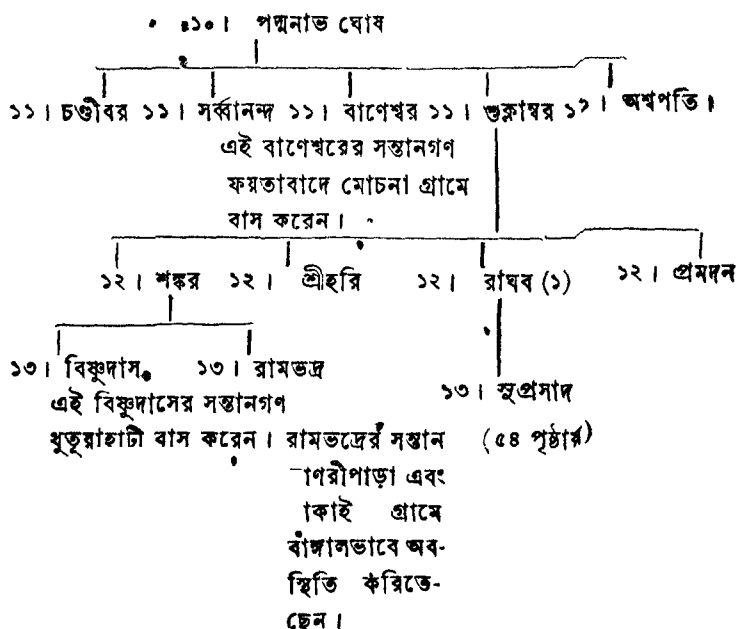 ১০। পদ্মনাভ ঘোষ
১১। চণ্ডীবর ১১। সর্ব্বানন্দ ১১। বাণেশ্বর ১১। শুক্লাম্বর ১১। অশ্বপতি।
এই বাণেশ্বরের সন্তানগণ
ফয়তাবাদে মোচনা গ্রামে
বাস করেন।
১২। শঙ্কর ১২। শ্রীহরি ১২। রাঘব (১) ১২। প্রমদন
১৩। বিষ্ণুদাস ১৩। রামভদ্র
১৩। সুপ্রসাদ
এই বিষ্ণুদাসের সন্তানগণ
ধুতূরাহাটী বাস করেন। রামভদ্রের সন্তান (৫৪ পৃষ্ঠায়)
ণরীপাড়া এবং
াকাই গ্রামে
বাঙ্গালভাবে অব-
স্থিতি করিতে-
ছেন।